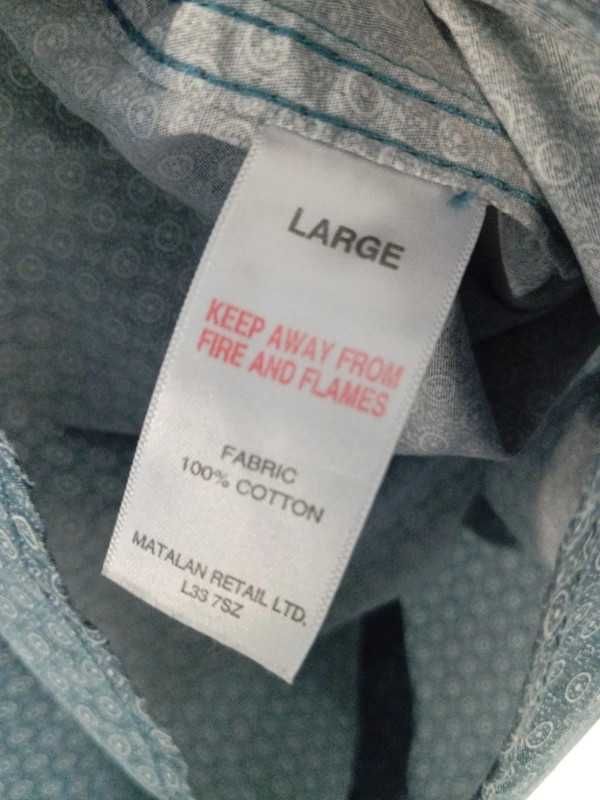 LARGE
KEEP AWAY FROM
FIRE AND FLAMES
FABRIC
100% COTTON
MATALAN RETAIL LTD.
L33 7SZ